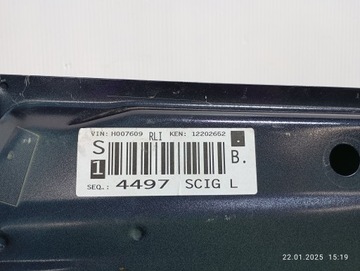 VIN: H007609 RLI KEN: 12202662
S
1 B.
SEQ.: 4497 SCIG L
22.01.2025 15:19